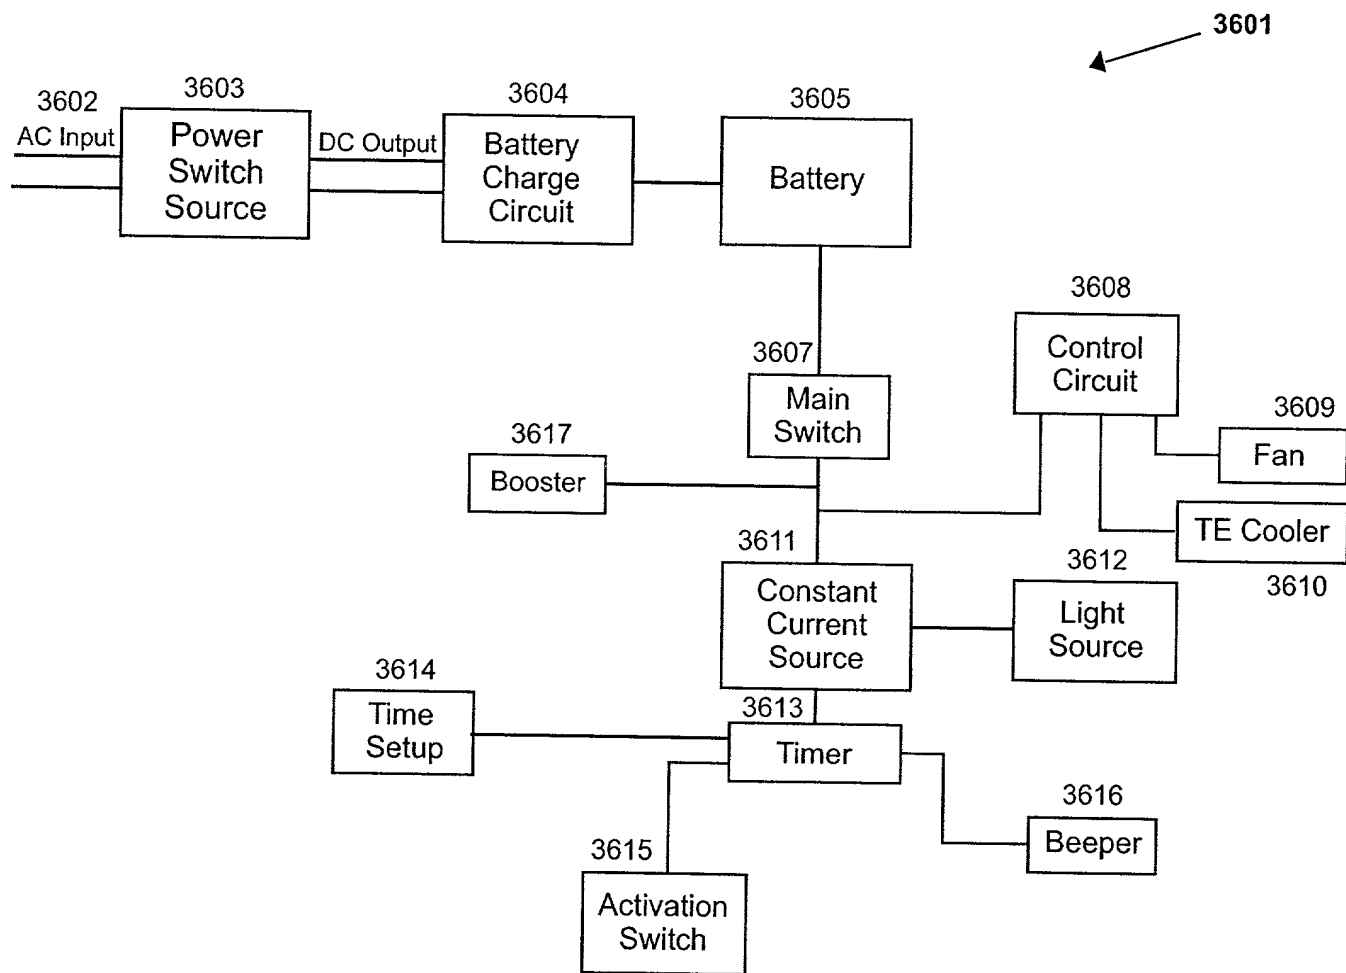 3601
3602
AC Input
3603
Power
Switch
Source
DC Output
3604
Battery
Charge
Circuit
3605
Battery
3607
Main
Switch
3608
Control
Circuit
3609
Fan
TE Cooler
3610
3617
Booster
3611
Constant
Current
Source
3612
Light
Source
3614
Time
Setup
3613
Timer
3615
Activation
Switch
3616
Beeper